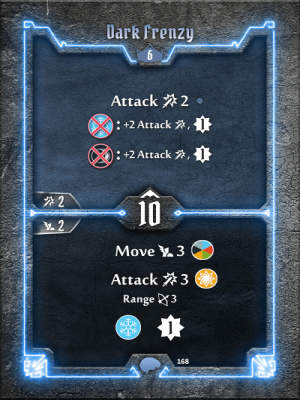 Dark Frenzy
6
Attack 2
: +2 Attack , 1
: +2 Attack , 1
2
10
2
Move 3
Attack 3
Range 3
1
168